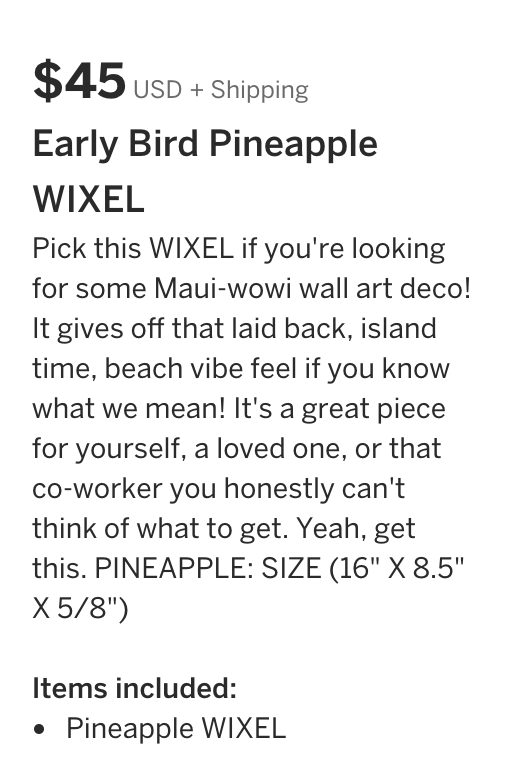 $45 USD + Shipping
Early Bird Pineapple
WIXEL
Pick this WIXEL if you're looking
for some Maui-wowi wall art deco!
It gives off that laid back, island
time, beach vibe feel if you know
what we mean! It's a great piece
for yourself, a loved one, or that
co-worker you honestly can't
think of what to get. Yeah, get
this. PINEAPPLE: SIZE (16" X 8.5"
X 5/8")
Items included:
• Pineapple WIXEL